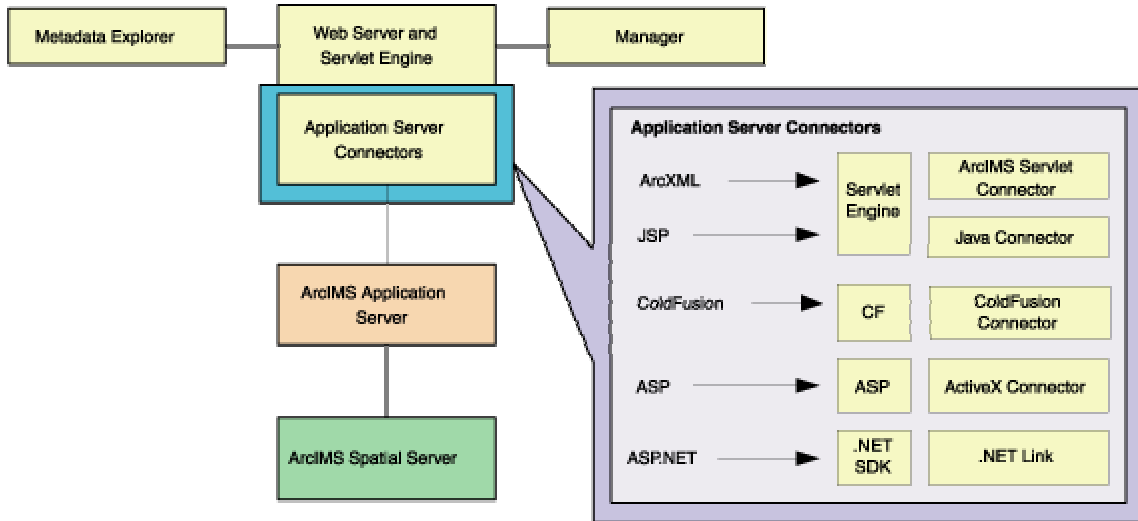 Metadata Explorer
Web Server and
Servlet Engine
Manager
Application Server
Connectors
ArcIMS Application
Server
ArcIMS Spatial Server
Application Server Connectors
ArcXML
JSP
Servlet
Engine
ArcIMS Servlet
Connector
Java Connector
ColdFusion
CF
ColdFusion
Connector
ASP
ASP
ActiveX Connector
ASP.NET
.NET
SDK
.NET Link